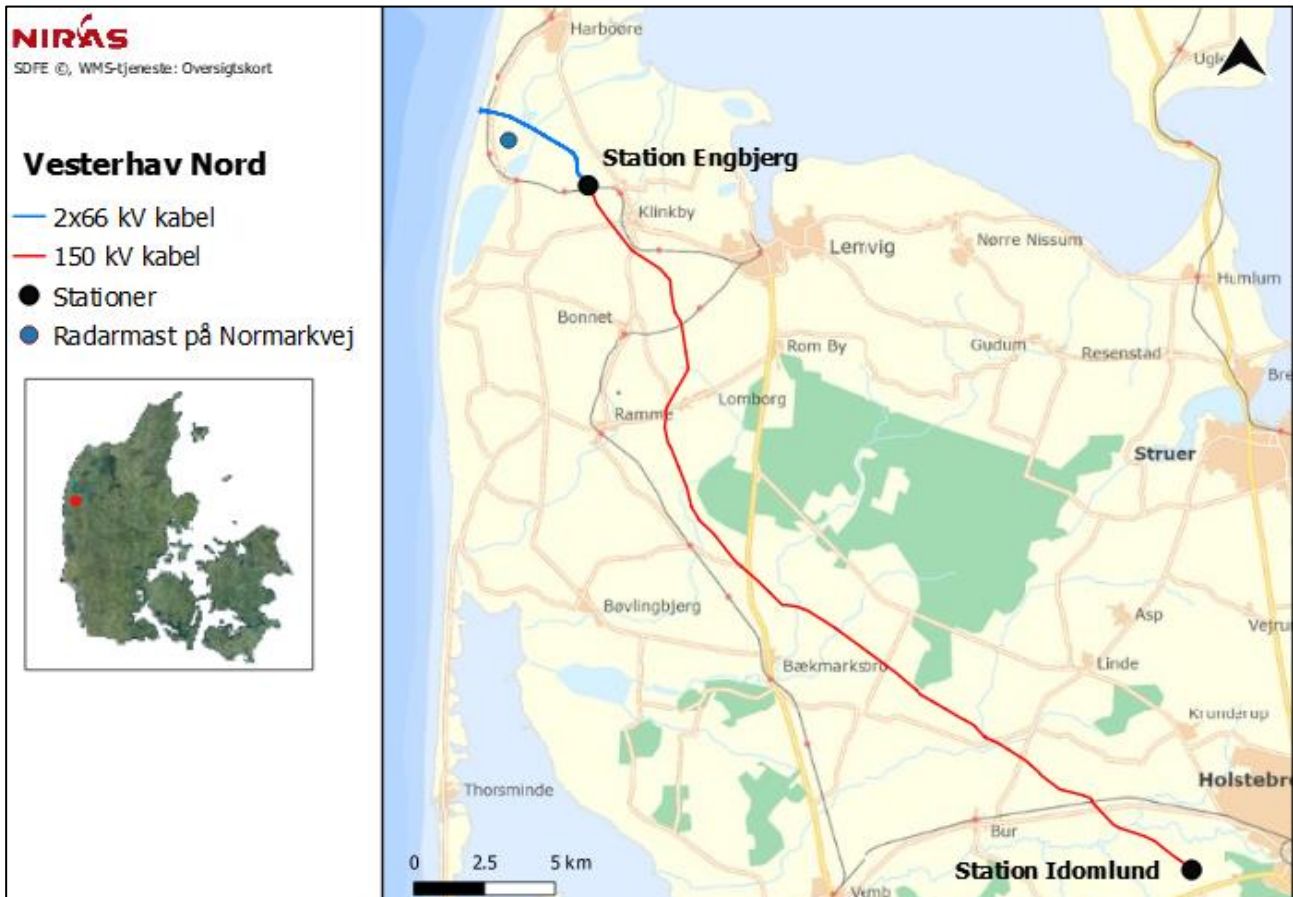 NIRAS
SDFE ©, WMS-tjeneste: Oversigtskort
Vesterhav Nord
2x66 kV kabel
150 kV kabel
Stationer
Radarmast på Normarkvej
Harboøre
Station Engbjerg
Klinkby
Lemvig
Nørre Nissum
Humlum
Bonnet
Rom By
Gudum
Resenstad
Ramme
Lomborg
Struer
Bøvlingbjerg
Asp
Linde
Bækmarksbro
Krunderup
Thorsminde
Bur
Station Idomlund
Vemb
0 2.5 5 km